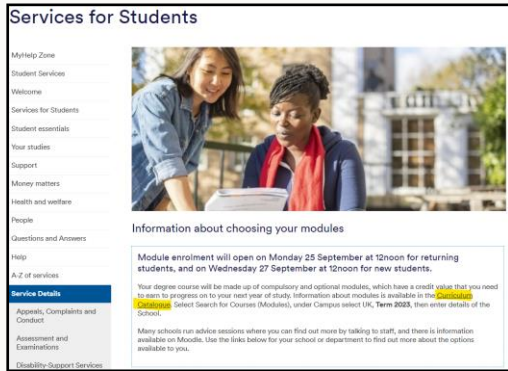 Services for Students
MyHelp Zone
Student Services
Welcome
Services for Students
Student essentials
Your studies
Support
Money matters
Health and welfare
People
Questions and Answers
Help
A-Z of services
Service Details
Appeals, Complaints and
Conduct
Assessment and
Examinations
Disability-Support Services
Information about choosing your modules
Module enrolment will open on Monday 25 September at 12noon for returning
students, and on Wednesday 27 September at 12noon for new students.
Your degree course will be made up of compulsory and optional modules, which have a credit value that you need
to earn to progress on to your next year of study. Information about modules is available in the Curriculum
Catalogue. Select Search for Courses (Modules), under Campus select UK, Term 2023, then enter details of the
School.
Many schools run advice sessions where you can find out more by talking to staff, and there is information
available on Moodle. Use the links below for your school or department to find out more about the options
available to you.